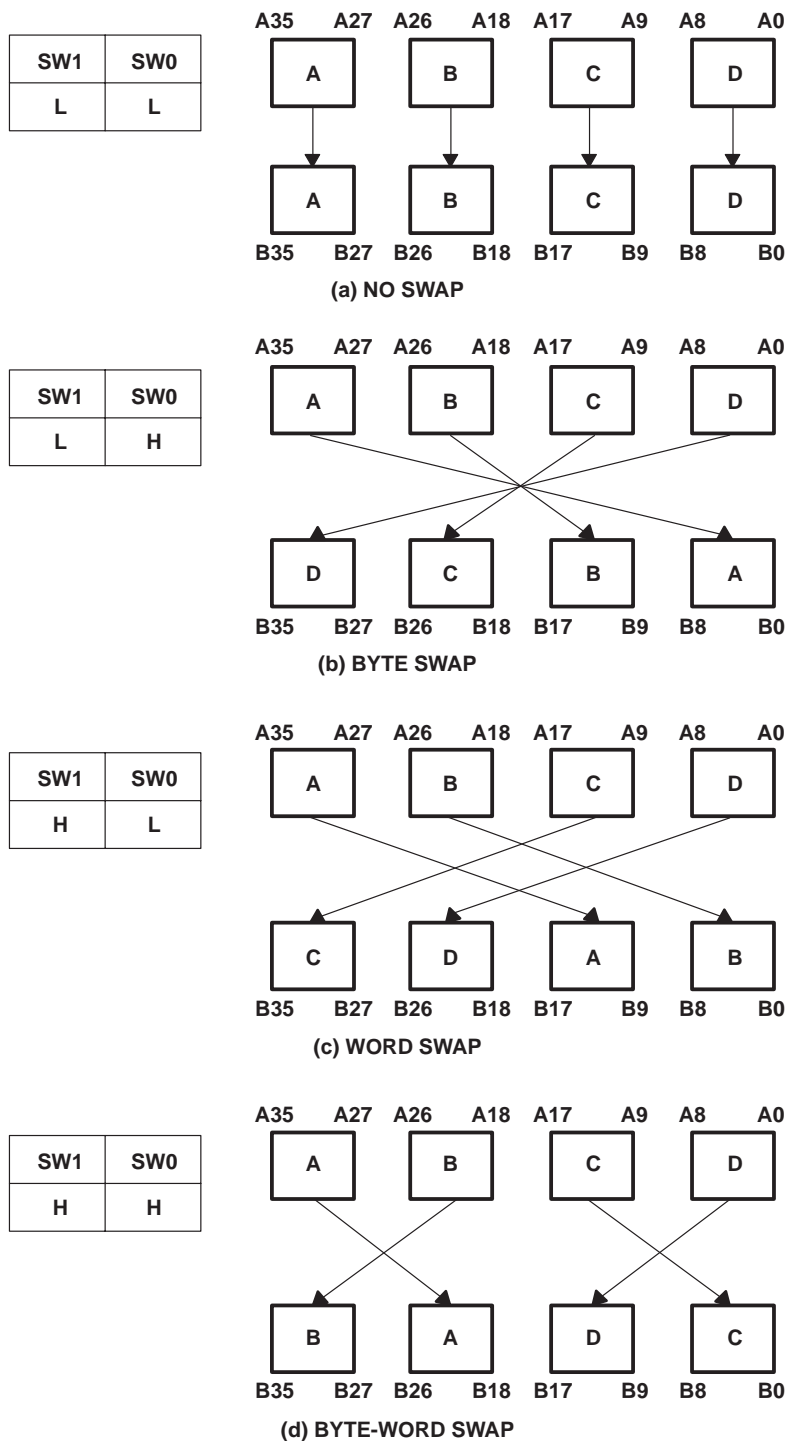 A35 A27 A26 A18 A17 A9 A8 A0
SW1 SW0
A B C D
L L
A B C D
B35 B27 B26 B18 B17 B9 B8 B0
(a) NO SWAP
A35 A27 A26 A18 A17 A9 A8 A0
SW1 SW0
A B C D
L H
D C B A
B35 B27 B26 B18 B17 B9 B8 B0
(b) BYTE SWAP
A35 A27 A26 A18 A17 A9 A8 A0
SW1 SW0
A B C D
H L
C D A B
B35 B27 B26 B18 B17 B9 B8 B0
(c) WORD SWAP
A35 A27 A26 A18 A17 A9 A8 A0
SW1 SW0
A B C D
H H
B A D C
B35 B27 B26 B18 B17 B9 B8 B0
(d) BYTE-WORD SWAP